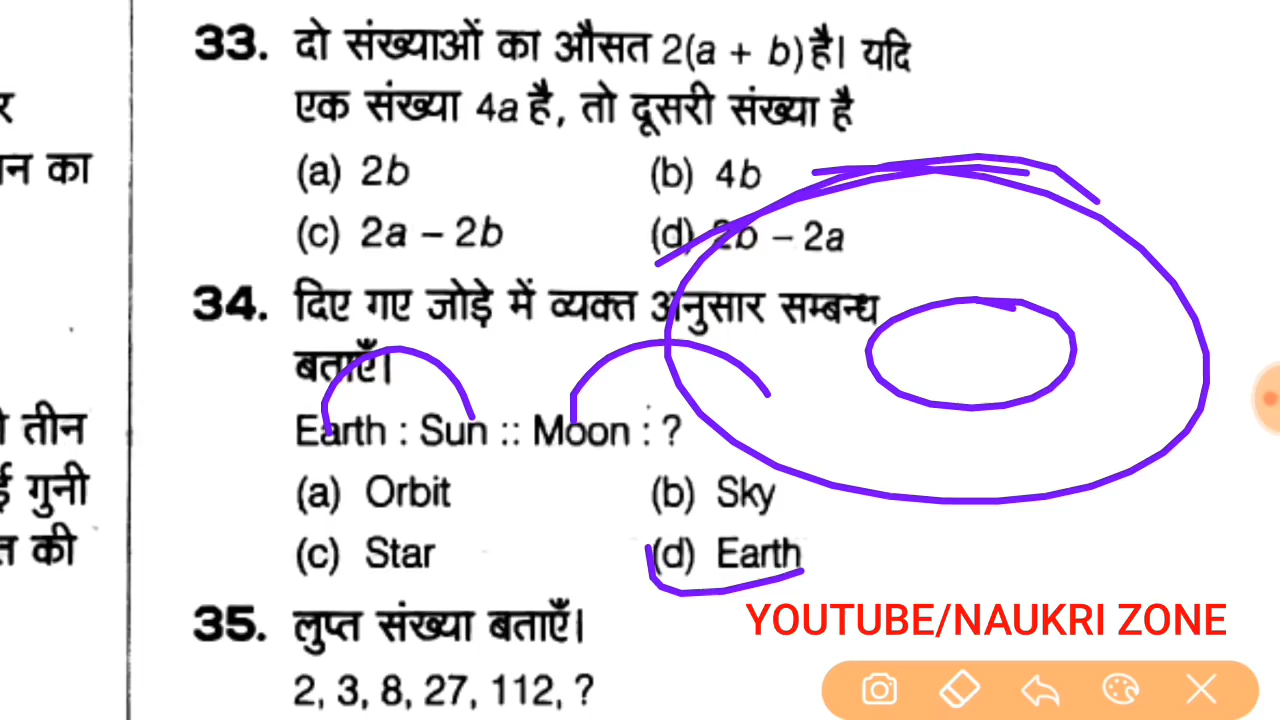 33. दो संख्याओं का औसत 2(a + b) है। यदि
एक संख्या 4a है, तो दूसरी संख्या है
(a) 2b (b) 4b
(c) 2a – 2b (d) 2b – 2a
34. दिए गए जोड़े में व्यक्त अनुसार सम्बन्ध
बताएँ।
Earth : Sun :: Moon : ?
(a) Orbit (b) Sky
(c) Star (d) Earth
35. लुप्त संख्या बताएँ।
2, 3, 8, 27, 112, ?
न का
तीन
गुनी
की
YOUTUBE/NAUKRI ZONE